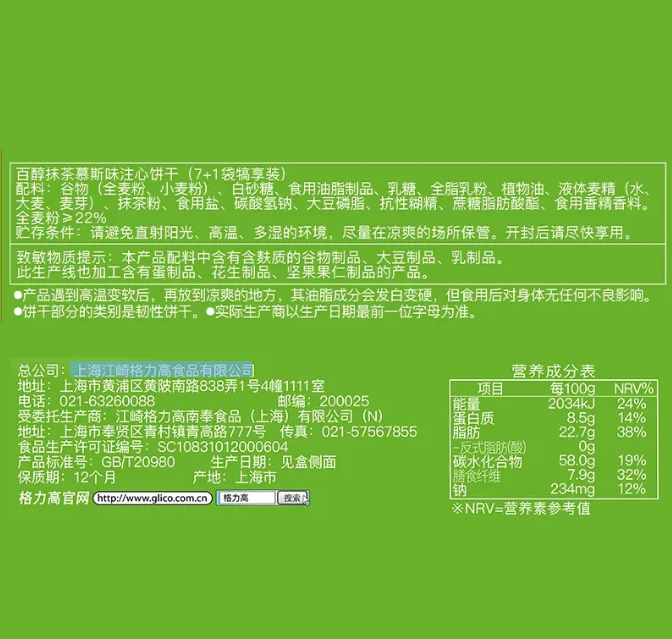 百醇抹茶慕斯味注心饼干（7+1袋犒享装）
配料：谷物（全麦粉、小麦粉）、白砂糖、食用油脂制品、乳糖、全脂乳粉、植物油、液体麦精（水、
大麦、麦芽）、抹茶粉、食用盐、碳酸氢钠、大豆磷脂、抗性糊精、蔗糖脂肪酸酯、食用香精香料。
全麦粉≥22%
贮存条件：请避免直射阳光、高温、多湿的环境，尽量在凉爽的场所保管。开封后请尽快享用。
致敏物质提示：本产品配料中含有含麸质的谷物制品、大豆制品、乳制品。
此生产线也加工含有蛋制品、花生制品、坚果果仁制品的产品。
●产品遇到高温变软后，再放到凉爽的地方，其油脂成分会发白变硬，但食用后对身体无任何不良影响。
●饼干部分的类别是韧性饼干。●实际生产商以生产日期最前一位字母为准。
总公司：上海江崎格力高食品有限公司
地址：上海市黄浦区黄陂南路838弄1号4幢1111室
电话：021-63260088 邮编：200025
受委托生产商：江崎格力高南奉食品（上海）有限公司（N）
地址：上海市奉贤区青村镇青高路777号 传真：021-57567855
食品生产许可证编号：SC10831012000604
产品标准号：GB/T20980 生产日期：见盒侧面
保质期：12个月 产地：上海市
格力高官网 http://www.glico.com.cn 格力高 搜索
营养成分表
项目 每100g NRV%
能量 2034kJ 24%
蛋白质 8.5g 14%
脂肪 22.7g 38%
-反式脂肪(酸) 0g
碳水化合物 58.0g 19%
膳食纤维 7.9g 32%
钠 234mg 12%
※NRV=营养素参考值